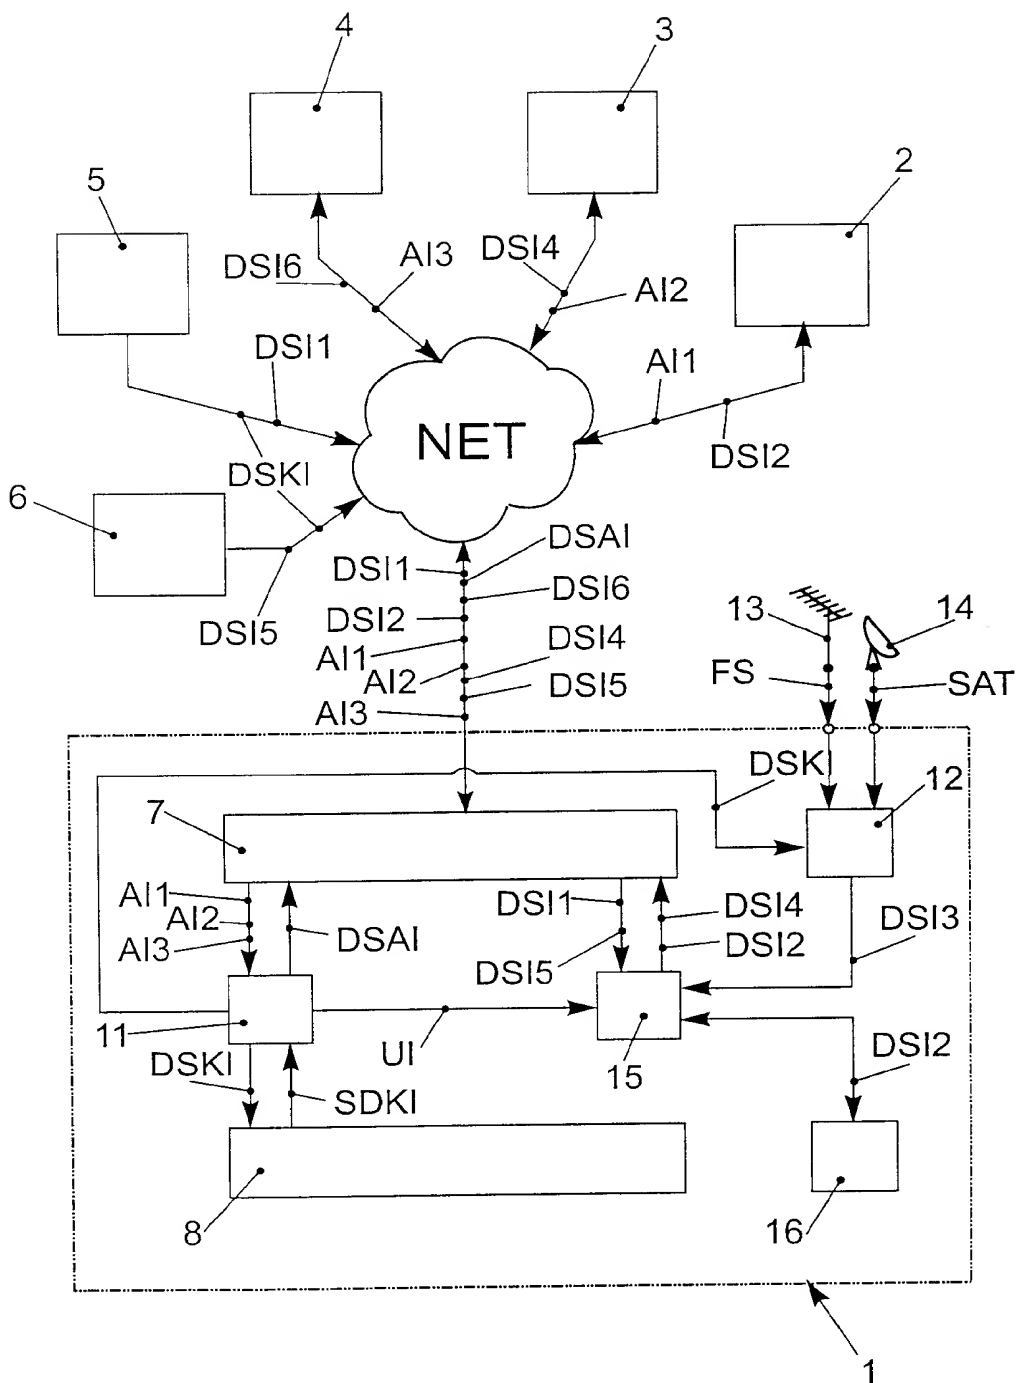 4
3
2
5
DSI6
AI3
DSI4
AI2
DSI1
AI1
NET
DSI2
DSKI
6
DSI5
DSI1
DSAI
DSI6
DSI2
AI1
DSI4
AI2
DSI5
AI3
13
14
FS
SAT
DSKI
7
12
AI1
AI2
AI3
DSAI
DSI1
DSI4
DSI5
DSI2
DSI3
11
UI
15
DSI2
DSKI
SDKI
8
16
1